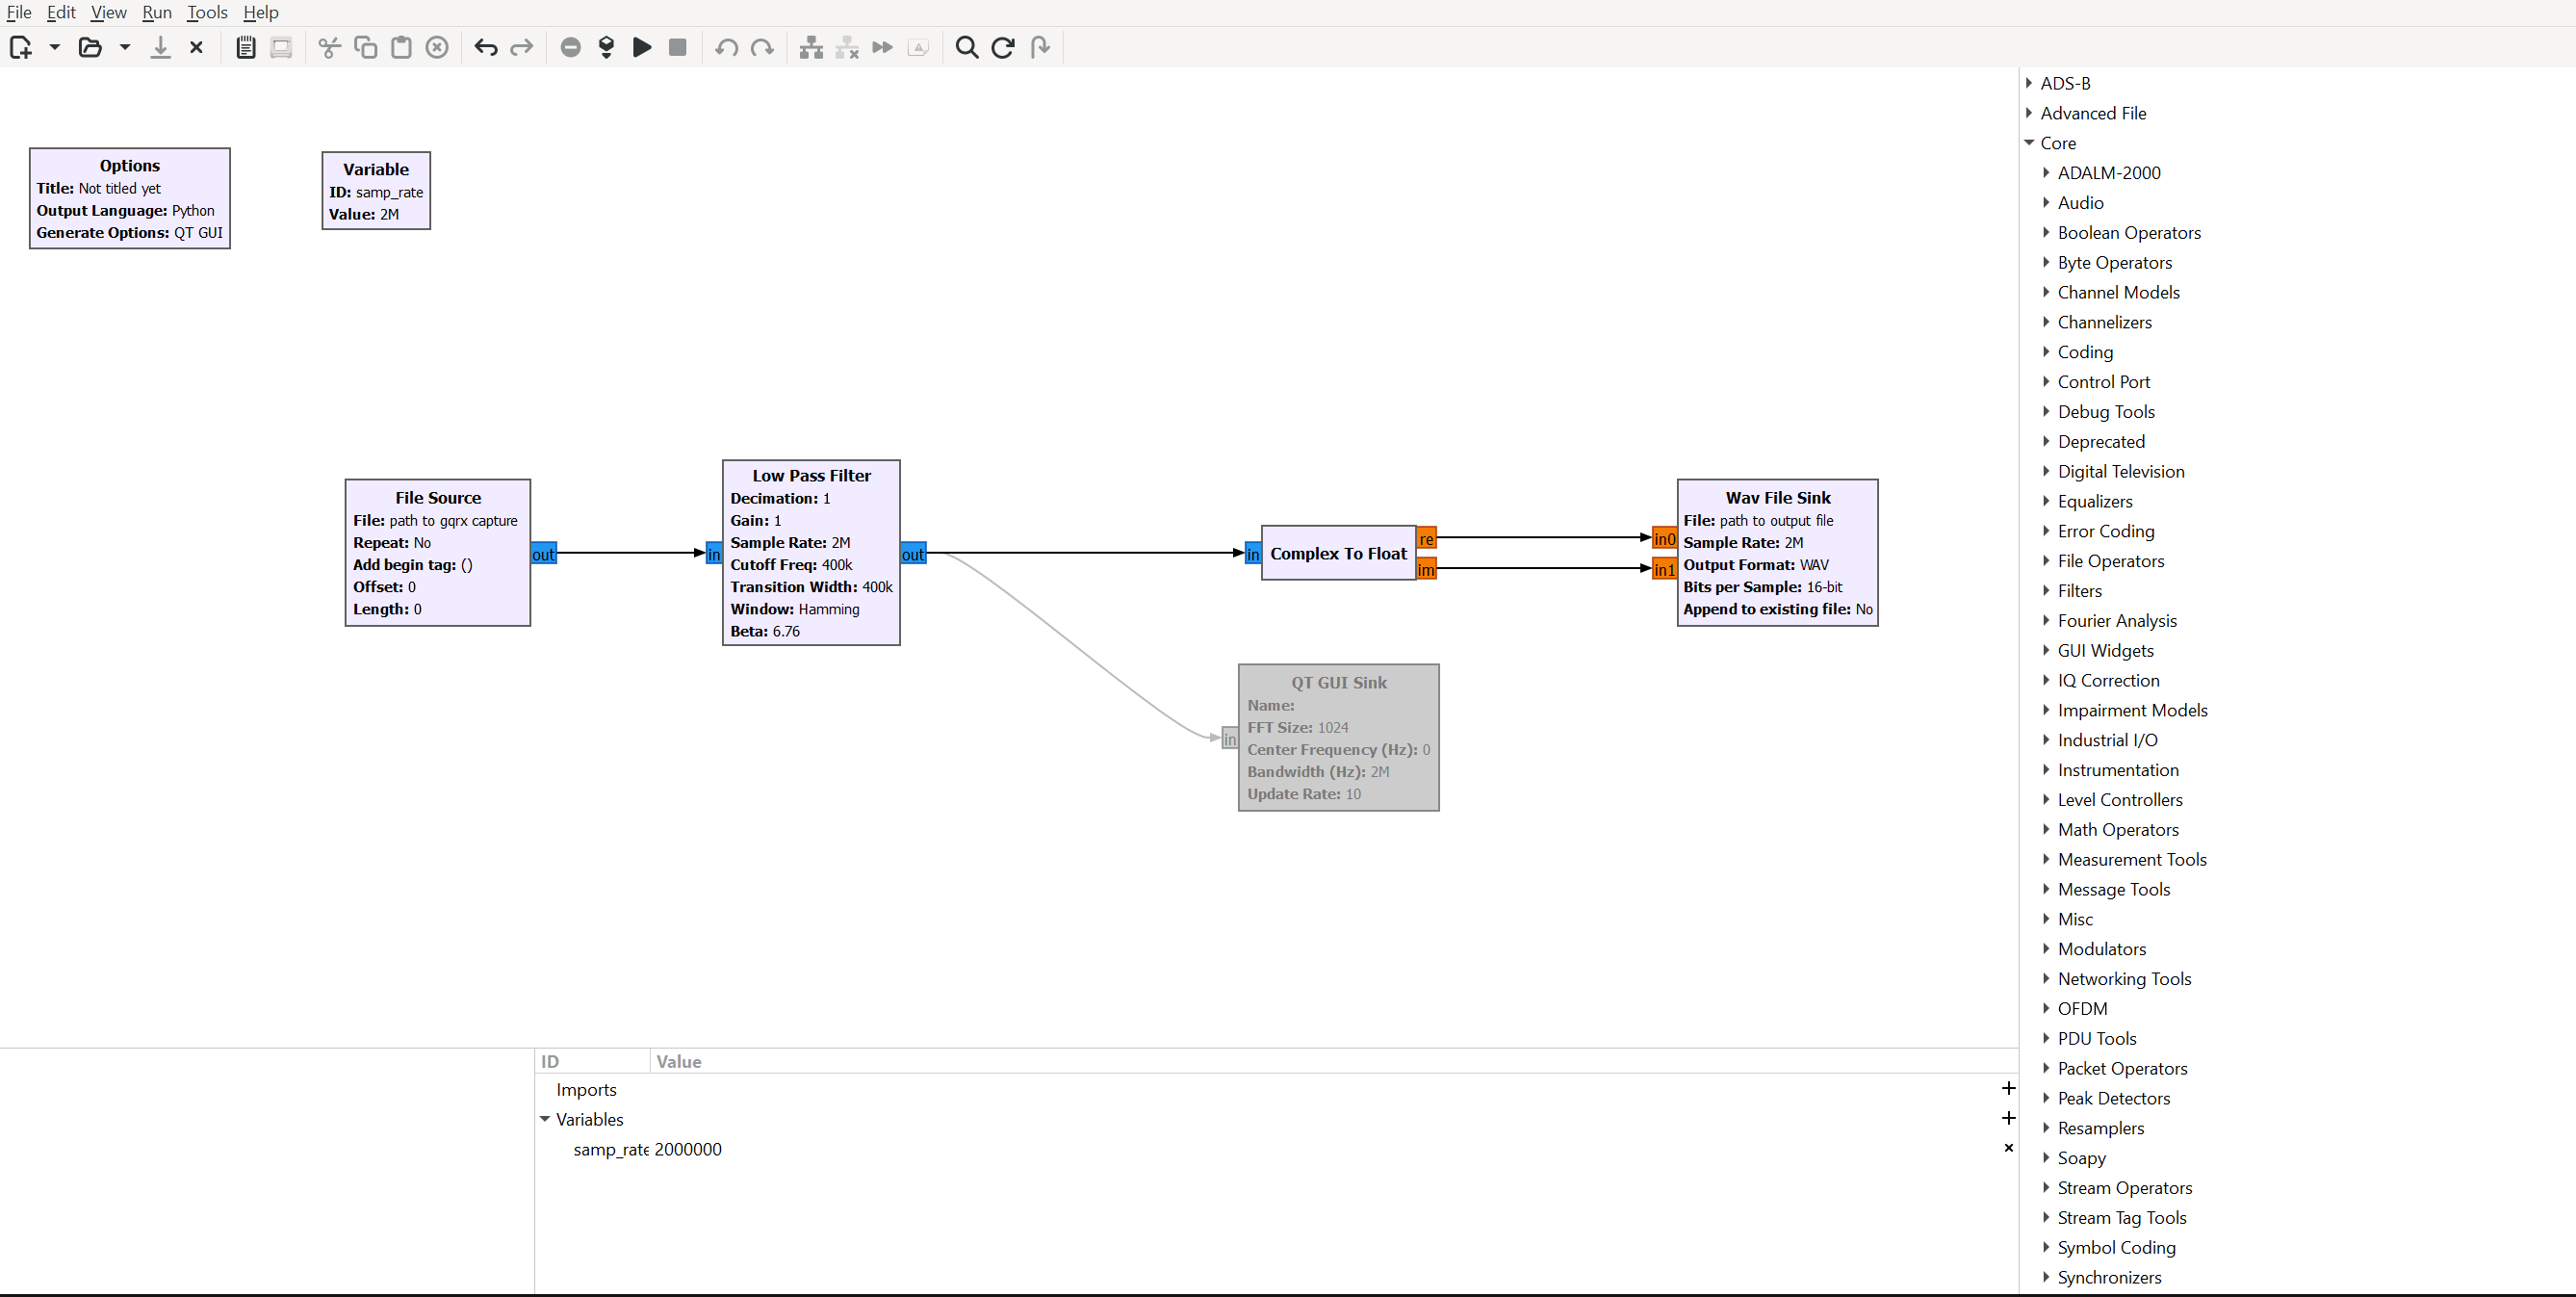 File Edit View Run Tools Help
Options
Title: Not titled yet
Output Language: Python
Generate Options: QT GUI
Variable
ID: samp_rate
Value: 2M
File Source
File: path to gqrx capture
Repeat: No
Add begin tag: ()
Offset: 0
Length: 0
out
in
Low Pass Filter
Decimation: 1
Gain: 1
Sample Rate: 2M
Cutoff Freq: 400k
Transition Width: 400k
Window: Hamming
Beta: 6.76
out
in
Complex To Float
re
im
in0
in1
Wav File Sink
File: path to output file
Sample Rate: 2M
Output Format: WAV
Bits per Sample: 16-bit
Append to existing file: No
in
QT GUI Sink
Name:
FFT Size: 1024
Center Frequency (Hz): 0
Bandwidth (Hz): 2M
Update Rate: 10
ID Value
Imports
Variables
samp_rate 2000000
ADS-B
Advanced File
Core
ADALM-2000
Audio
Boolean Operators
Byte Operators
Channel Models
Channelizers
Coding
Control Port
Debug Tools
Deprecated
Digital Television
Equalizers
Error Coding
File Operators
Filters
Fourier Analysis
GUI Widgets
IQ Correction
Impairment Models
Industrial I/O
Instrumentation
Level Controllers
Math Operators
Measurement Tools
Message Tools
Misc
Modulators
Networking Tools
OFDM
PDU Tools
Packet Operators
Peak Detectors
Resamplers
Soapy
Stream Operators
Stream Tag Tools
Symbol Coding
Synchronizers